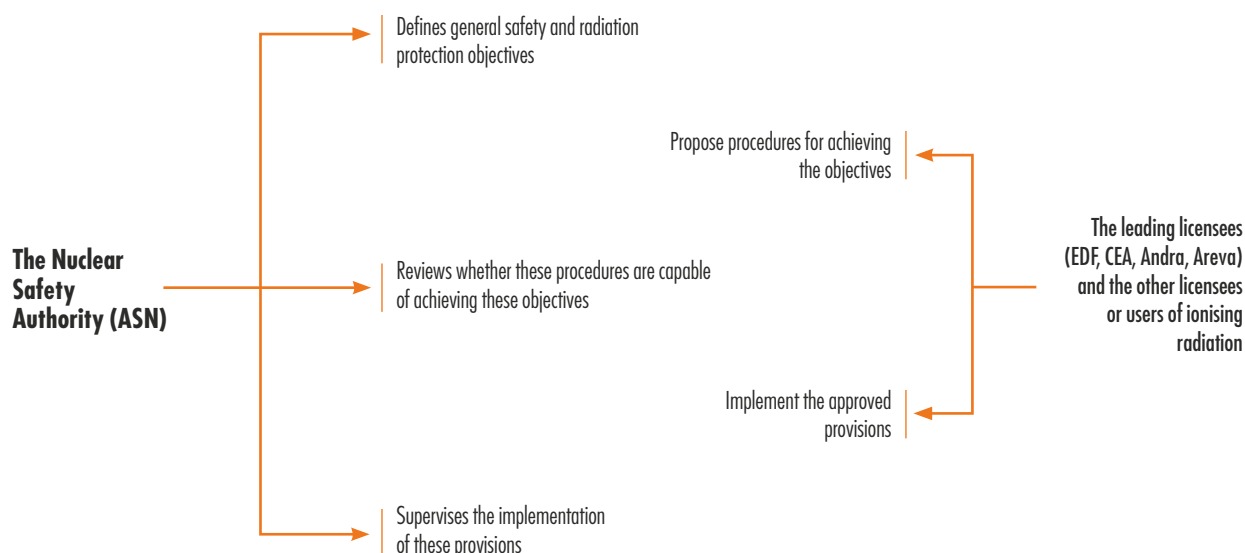 Defines general safety and radiation
protection objectives
Propose procedures for achieving
the objectives
The Nuclear
Safety
Authority (ASN)
Reviews whether these procedures are capable
of achieving these objectives
The leading licensees
(EDF, CEA, Andra, Areva)
and the other licensees
or users of ionising
radiation
Implement the approved
provisions
Supervises the implementation
of these provisions